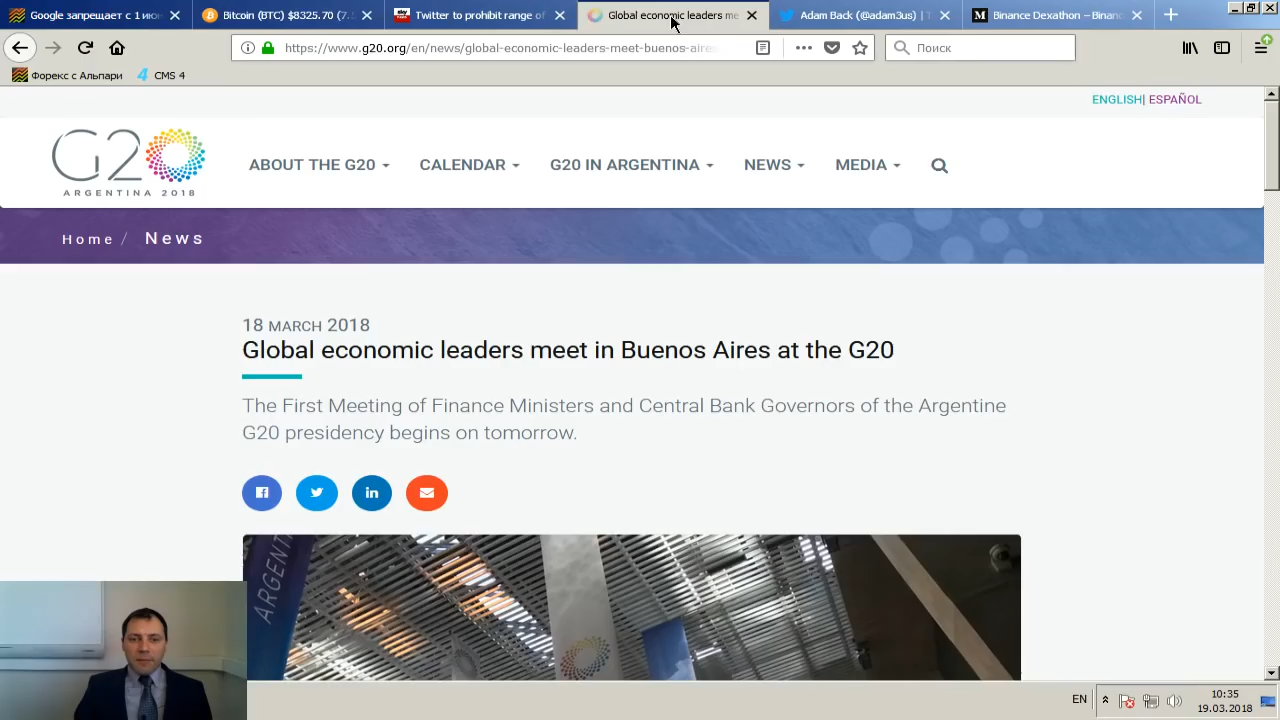 Google запрещает с 1 июн
Bitcoin (BTC) $8325.70 (7.
Twitter to prohibit range of
Global economic leaders me
Adam Back (@adam3us) | T
Binance Dexathon – Binanc
https://www.g20.org/en/news/global-economic-leaders-meet-buenos-aires
Поиск
Форекс с Альпари
4 CMS 4
ENGLISH| ESPAÑOL
G20
ARGENTINA 2018
ABOUT THE G20
CALENDAR
G20 IN ARGENTINA
NEWS
MEDIA
Home / News
18 MARCH 2018
Global economic leaders meet in Buenos Aires at the G20
The First Meeting of Finance Ministers and Central Bank Governors of the Argentine
G20 presidency begins on tomorrow.
ARGENT
EN
10:35
19.03.2018